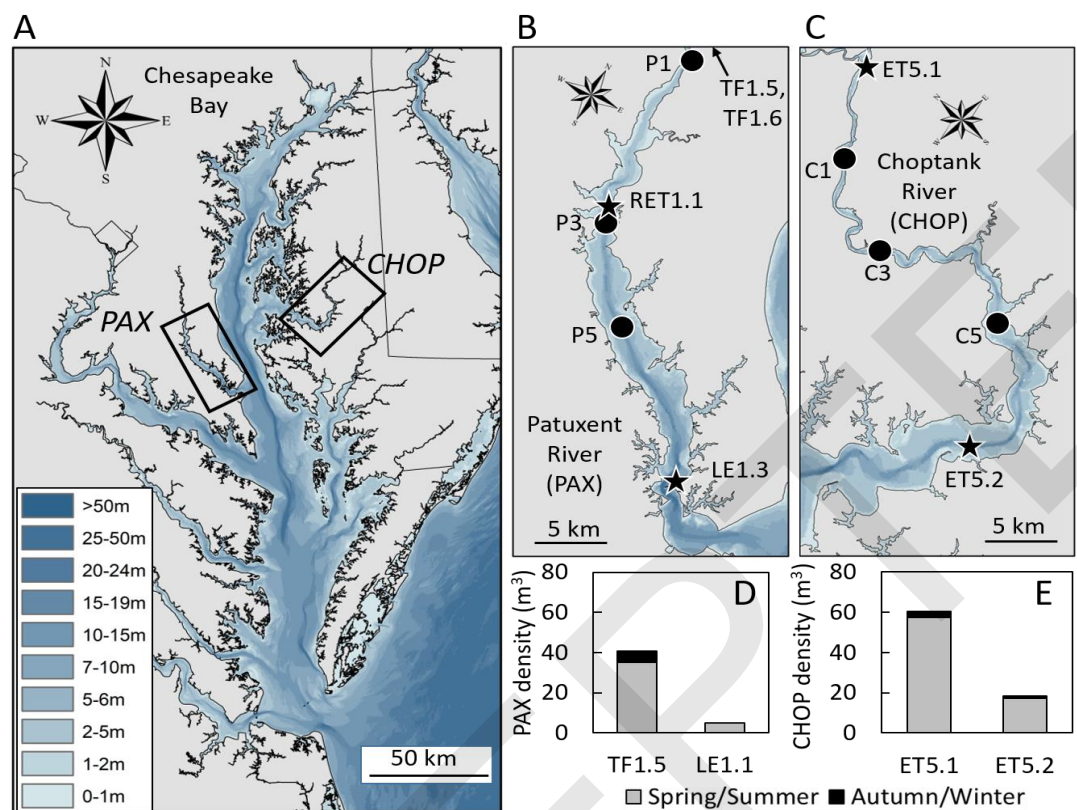 A
Chesapeake
Bay
N
W
E
S
CHOP
PAX
>50m
25-50m
20-24m
15-19m
10-15m
7-10m
5-6m
2-5m
1-2m
0-1m
50 km
B
P1
TF1.5,
TF1.6
RET1.1
P3
P5
Patuxent
River
(PAX)
LE1.3
5 km
C
ET5.1
C1
Choptank
River
(CHOP)
C3
C5
ET5.2
5 km
D
PAX density (m³)
80
60
40
20
0
TF1.5
LE1.1
E
CHOP density (m³)
80
60
40
20
0
ET5.1
ET5.2
Spring/Summer
Autumn/Winter